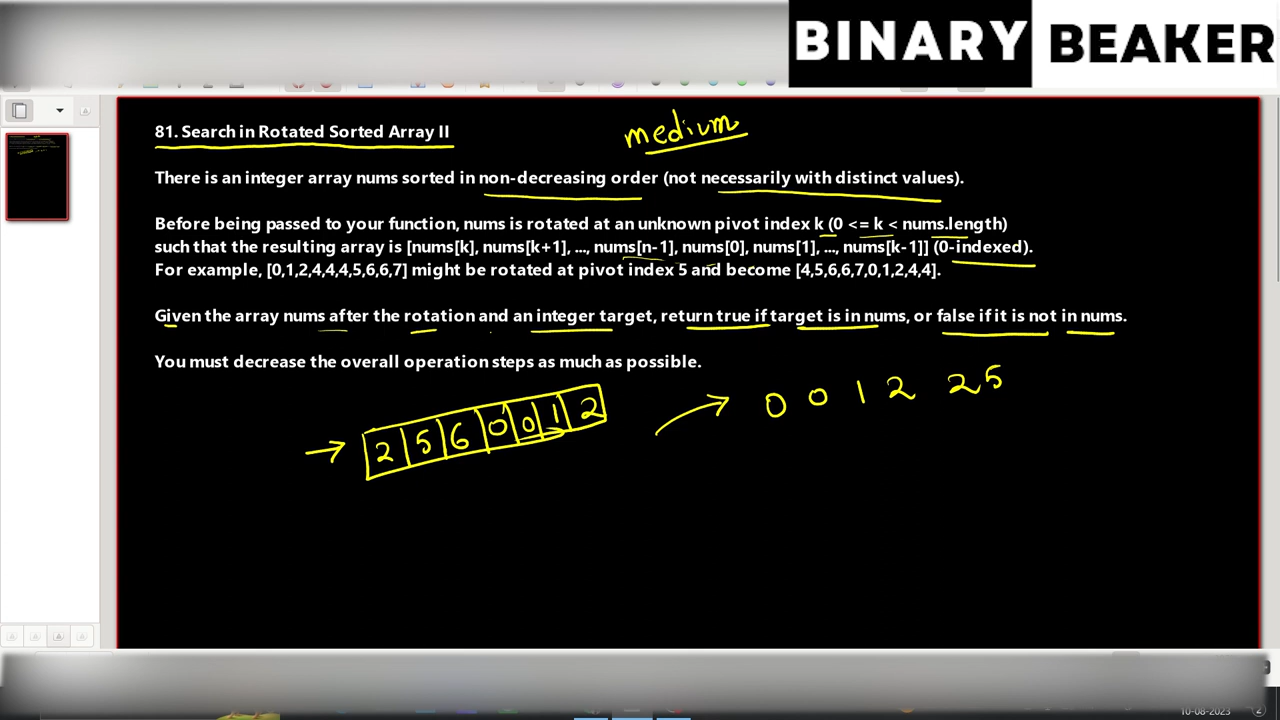 BINARY BEAKER
81. Search in Rotated Sorted Array II
medium
There is an integer array nums sorted in non-decreasing order (not necessarily with distinct values).
Before being passed to your function, nums is rotated at an unknown pivot index k (0 <= k < nums.length)
such that the resulting array is [nums[k], nums[k+1], ..., nums[n-1], nums[0], nums[1], ..., nums[k-1]] (0-indexed).
For example, [0,1,2,4,4,4,5,6,6,7] might be rotated at pivot index 5 and become [4,5,6,6,7,0,1,2,4,4].
Given the array nums after the rotation and an integer target, return true if target is in nums, or false if it is not in nums.
You must decrease the overall operation steps as much as possible.
0 0 1 2 2 5
2 5 6 0 0 1 2
10-08-2023